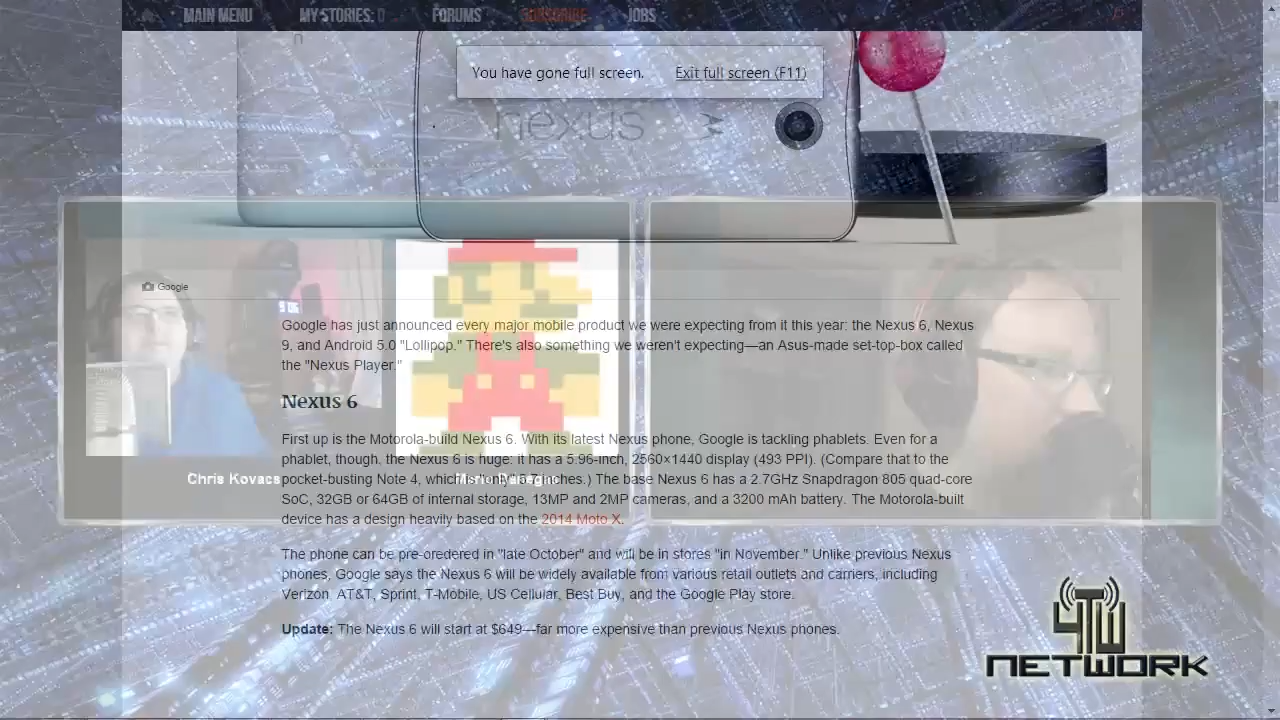 MAIN MENU MY STORIES: 0 FORUMS SUBSCRIBE JOBS
You have gone full screen. Exit full screen (F11)
nexus
Google
Google has just announced every major mobile product we were expecting from it this year: the Nexus 6, Nexus
9, and Android 5.0 "Lollipop." There's also something we weren't expecting—an Asus-made set-top-box called
the "Nexus Player."
Nexus 6
First up is the Motorola-build Nexus 6. With its latest Nexus phone, Google is tackling phablets. Even for a
phablet, though, the Nexus 6 is huge: it has a 5.96-inch, 2560×1440 display (493 PPI). (Compare that to the
pocket-busting Note 4, which is only 5.7 inches.) The base Nexus 6 has a 2.7GHz Snapdragon 805 quad-core
Chris Kovacs
SoC, 32GB or 64GB of internal storage, 13MP and 2MP cameras, and a 3200 mAh battery. The Motorola-built
device has a design heavily based on the 2014 Moto X.
The phone can be pre-oredered in "late October" and will be in stores "in November." Unlike previous Nexus
phones, Google says the Nexus 6 will be widely available from various retail outlets and carriers, including
Verizon, AT&T, Sprint, T-Mobile, US Cellular, Best Buy, and the Google Play store.
Update: The Nexus 6 will start at $649—far more expensive than previous Nexus phones.
4TW
NETWORK